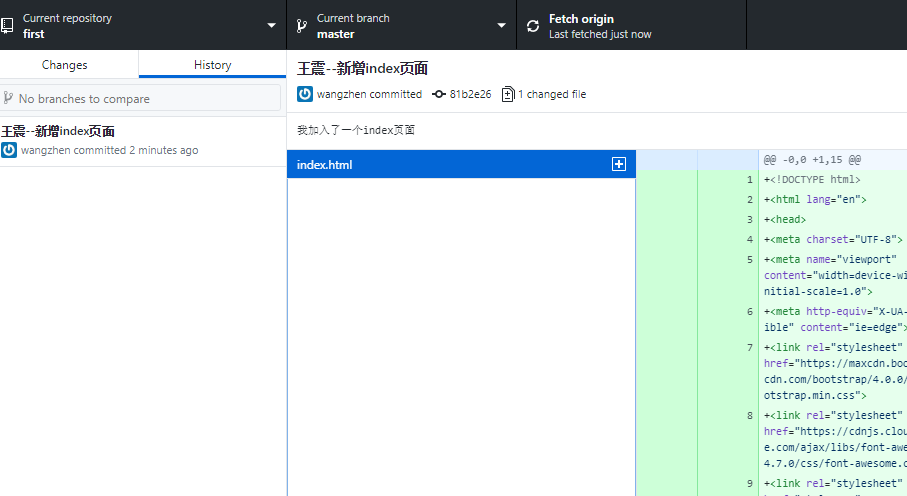 Current repository
first
Current branch
master
Fetch origin
Last fetched just now
Changes
History
No branches to compare
王震--新增index页面
wangzhen committed 2 minutes ago
王震--新增index页面
wangzhen committed
81b2e26
1 changed file
我加入了一个index页面
index.html
@@ -0,0 +1,15 @@
1 +<!DOCTYPE html>
2 +<html lang="en">
3 +<head>
4 +<meta charset="UTF-8">
5 +<meta name="viewport"
content="width=device-wi
nitial-scale=1.0">
6 +<meta http-equiv="X-UA-
ible" content="ie=edge">
7 +<link rel="stylesheet"
href="https://maxcdn.boo
cdn.com/bootstrap/4.0.0/
otstrap.min.css">
8 +<link rel="stylesheet"
href="https://cdnjs.clou
e.com/ajax/libs/font-awe
4.7.0/css/font-awesome.c
9 +<link rel="stylesheet"